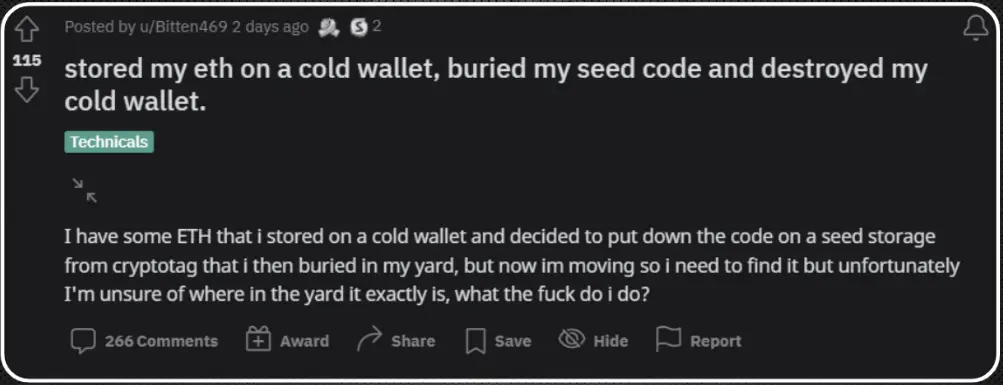 Posted by u/Bitten469 2 days ago 2
115
stored my eth on a cold wallet, buried my seed code and destroyed my
cold wallet.
Technicals
I have some ETH that i stored on a cold wallet and decided to put down the code on a seed storage
from cryptotag that i then buried in my yard, but now im moving so i need to find it but unfortunately
I'm unsure of where in the yard it exactly is, what the fuck do i do?
266 Comments Award Share Save Hide Report